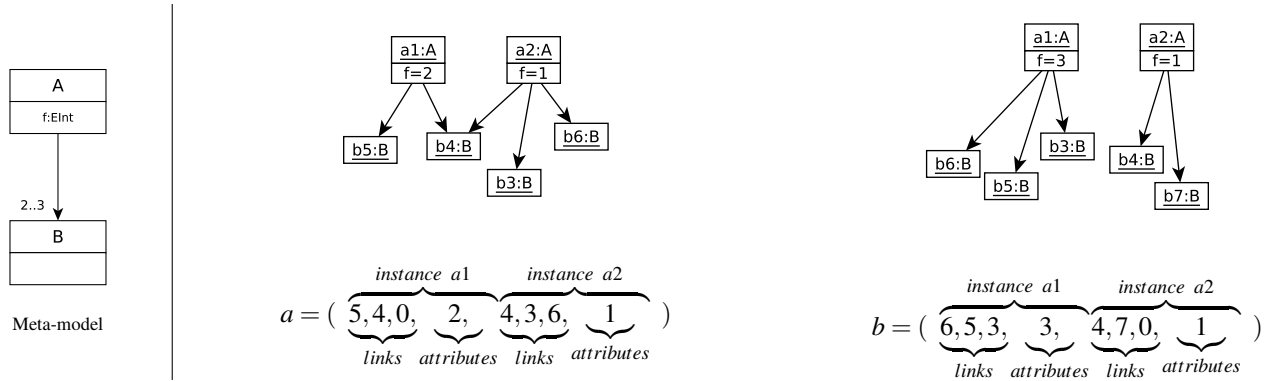 A
f:EInt
2..3
B
Meta-model
a1:A
f=2
a2:A
f=1
b5:B
b4:B
b3:B
b6:B
instance a1 instance a2
a = ( 5,4,0, 2, 4,3,6, 1 )
links attributes links attributes
a1:A
f=3
a2:A
f=1
b6:B
b5:B
b3:B
b4:B
b7:B
instance a1 instance a2
b = ( 6,5,3, 3, 4,7,0, 1 )
links attributes links attributes